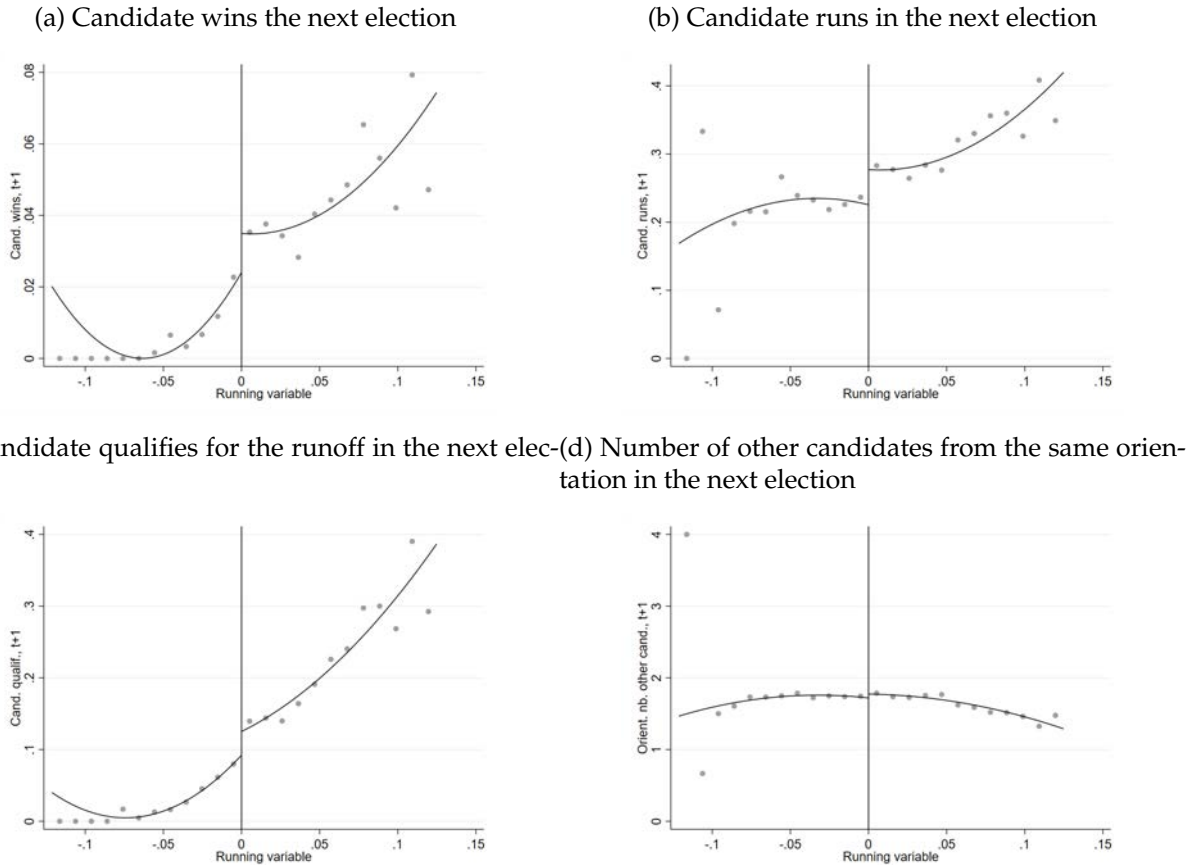 (a) Candidate wins the next election
(b) Candidate runs in the next election
Cand. wins, t+1
.08
.06
.04
.02
0
-.1 -.05 0 .05 .1 .15
Running variable
Cand. runs, t+1
.4
.3
.2
.1
0
-.1 -.05 0 .05 .1 .15
Running variable
ndidate qualifies for the runoff in the next elec-
(d) Number of other candidates from the same orien-
tation in the next election
Cand. qualif., t+1
.4
.3
.2
.1
0
-.1 -.05 0 .05 .1 .15
Running variable
Orient. nb. other cand., t+1
4
3
2
1
0
-.1 -.05 0 .05 .1 .15
Running variable